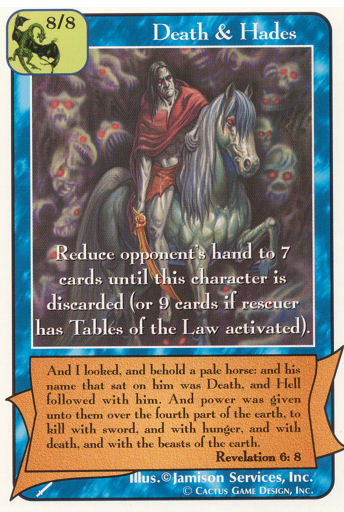 8/8
Death & Hades
Reduce opponent's hand to 7
cards until this character is
discarded (or 9 cards if rescuer
has Tables of the Law activated).
And I looked, and behold a pale horse: and his
name that sat on him was Death, and Hell
followed with him. And power was given
unto them over the fourth part of the earth, to
kill with sword, and with hunger, and with
death, and with the beasts of the earth.
Revelation 6: 8
Illus.©Jamison Services, Inc.
© Cactus Game Design, Inc.